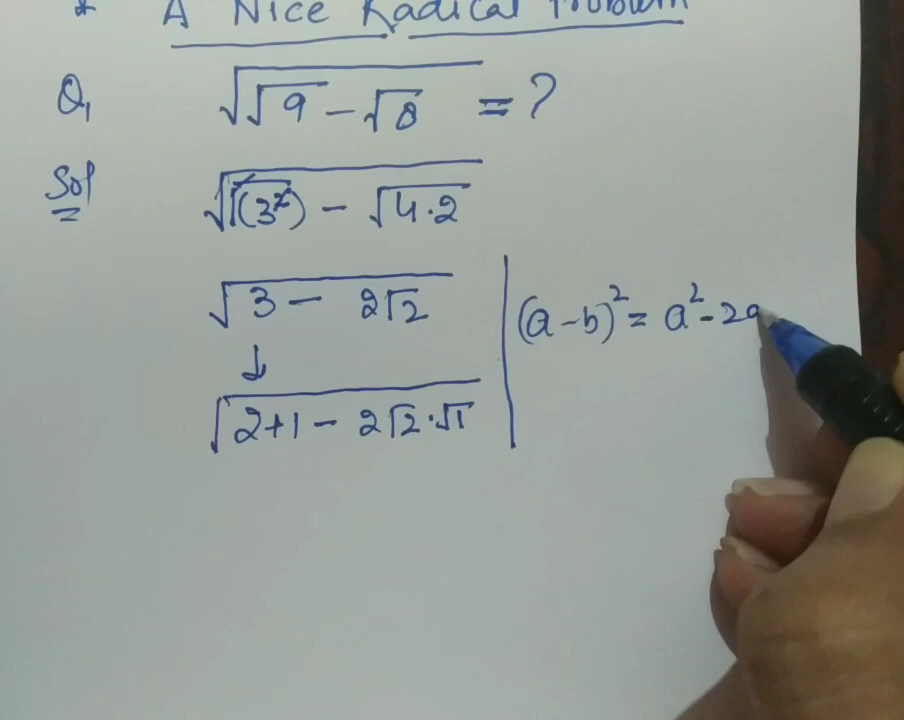 * A Nice Radical Problem
Q, √(√9 - √8) = ?
Sol √(√(3²) - √4·2)
√(3 - 2√2)
↓
√(2+1 - 2√2·√1)
(a-b)² = a² - 2a